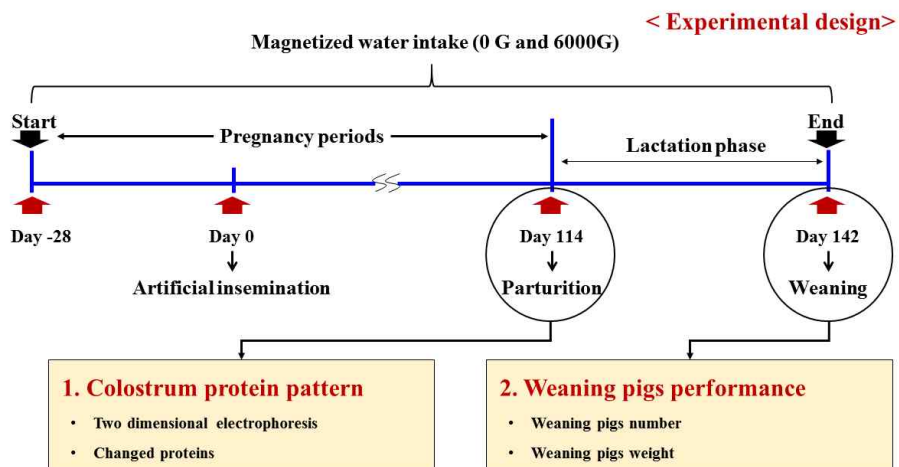 < Experimental design>
Magnetized water intake (0 G and 6000G)
Start
End
Pregnancy periods
Lactation phase
Day -28
Day 0
Day 114
Day 142
Artificial insemination
Parturition
Weaning
1. Colostrum protein pattern
• Two dimensional electrophoresis
• Changed proteins
2. Weaning pigs performance
• Weaning pigs number
• Weaning pigs weight